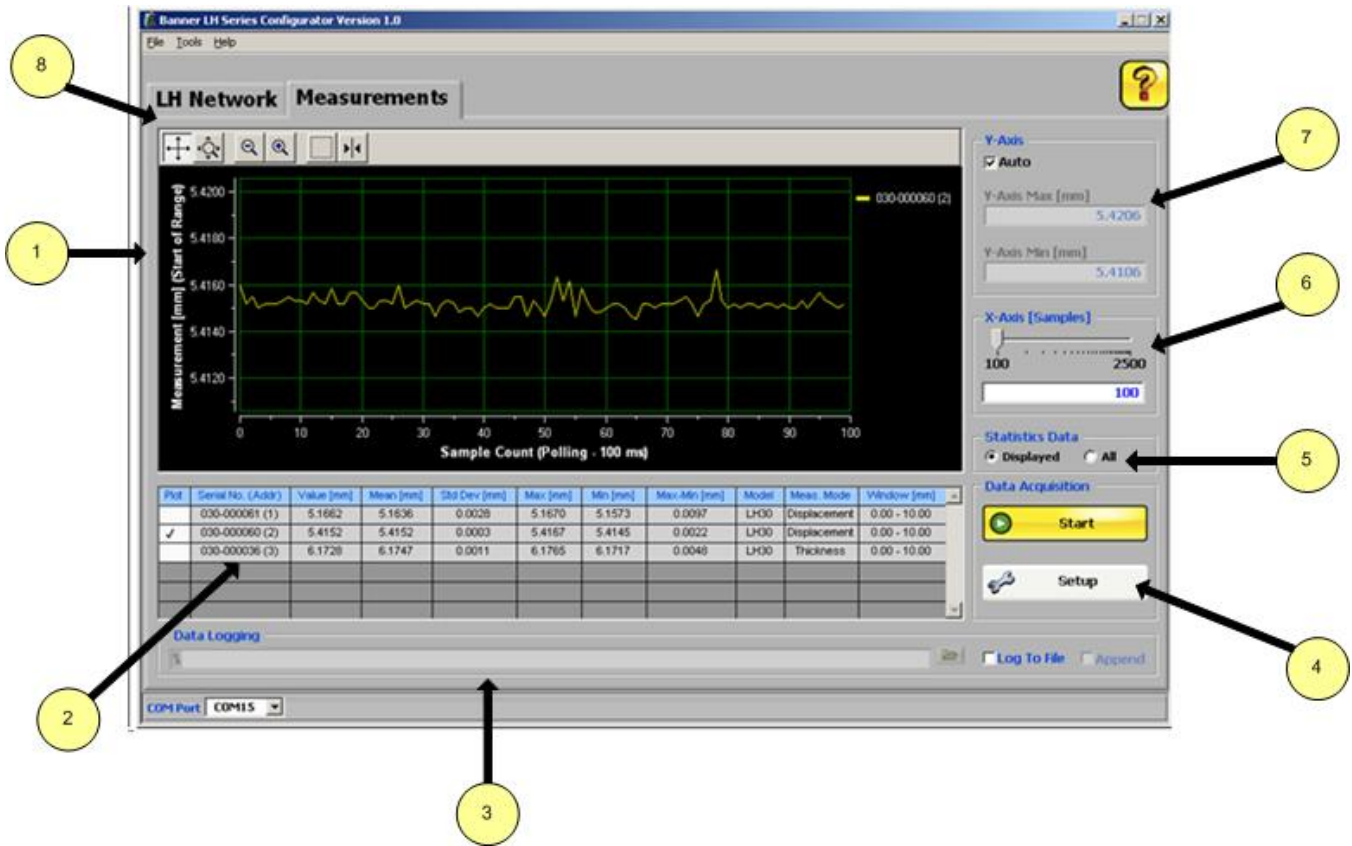 Banner LH Series Configurator Version 1.0
File Tools Help
8
LH Network Measurements
7
Y-Axis
Auto
Y-Axis Max [mm]
5.4206
Y-Axis Min [mm]
5.4106
1
Measurement [mm] (Start of Range)
5.4200
5.4180
5.4160
5.4140
5.4120
030-000060 (2)
0 10 20 30 40 50 60 70 80 90 100
Sample Count (Polling - 100 ms)
6
X-Axis [Samples]
100 2500
100
5
Statistics Data
Displayed All
Data Acquisition
Start
Setup
4
Plot Serial No. (Addr) Value [mm] Mean [mm] Std Dev [mm] Max [mm] Min [mm] Max-Min [mm] Model Meas. Mode Window [mm]
030-000061 (1) 5.1662 5.1636 0.0028 5.1670 5.1573 0.0097 LH30 Displacement 0.00 - 10.00
✓ 030-000060 (2) 5.4152 5.4152 0.0003 5.4167 5.4145 0.0022 LH30 Displacement 0.00 - 10.00
030-000036 (3) 6.1728 6.1747 0.0011 6.1765 6.1717 0.0048 LH30 Thickness 0.00 - 10.00
2
Data Logging
Log To File Append
COM Port COM15
3